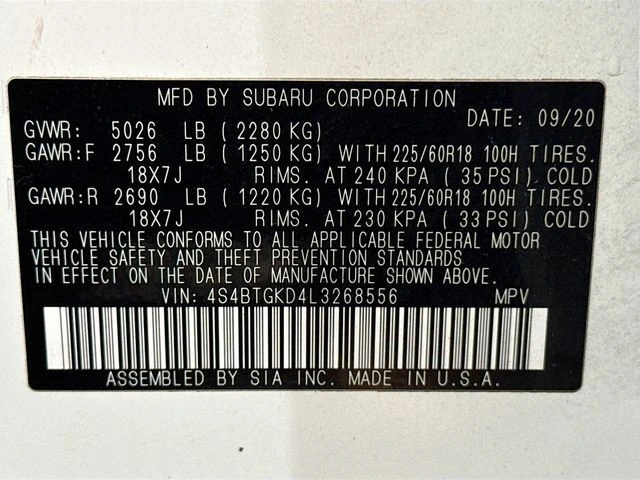 MFD BY SUBARU CORPORATION
DATE: 09/20
GVWR: 5026 LB (2280 KG)
GAWR:F 2756 LB (1250 KG) WITH 225/60R18 100H TIRES.
18X7J RIMS. AT 240 KPA (35 PSI) COLD
GAWR:R 2690 LB (1220 KG) WITH 225/60R18 100H TIRES.
18X7J RIMS. AT 230 KPA (33 PSI) COLD
THIS VEHICLE CONFORMS TO ALL APPLICABLE FEDERAL MOTOR
VEHICLE SAFETY AND THEFT PREVENTION STANDARDS
IN EFFECT ON THE DATE OF MANUFACTURE SHOWN ABOVE.
VIN: 4S4BTGKD4L3268556 MPV
ASSEMBLED BY SIA INC. MADE IN U.S.A.